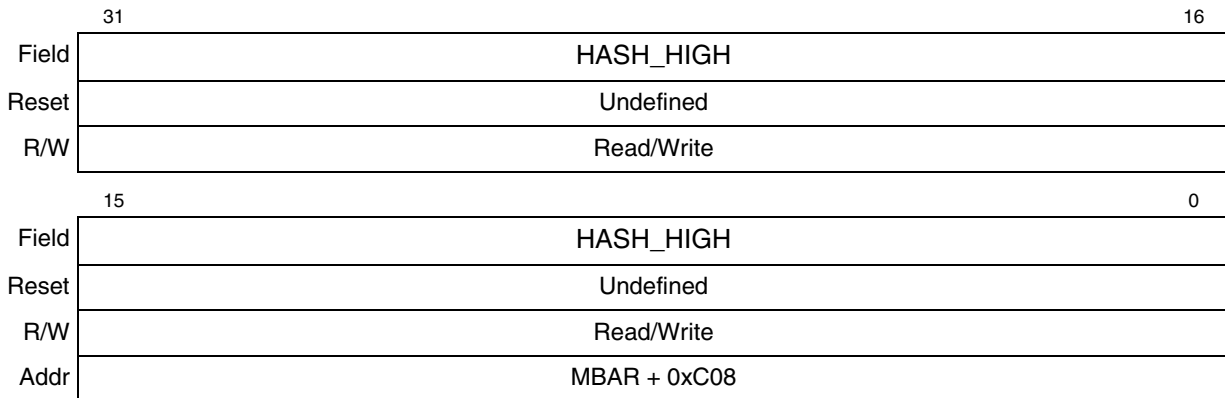 31 16
Field HASH_HIGH
Reset Undefined
R/W Read/Write
15 0
Field HASH_HIGH
Reset Undefined
R/W Read/Write
Addr MBAR + 0xC08